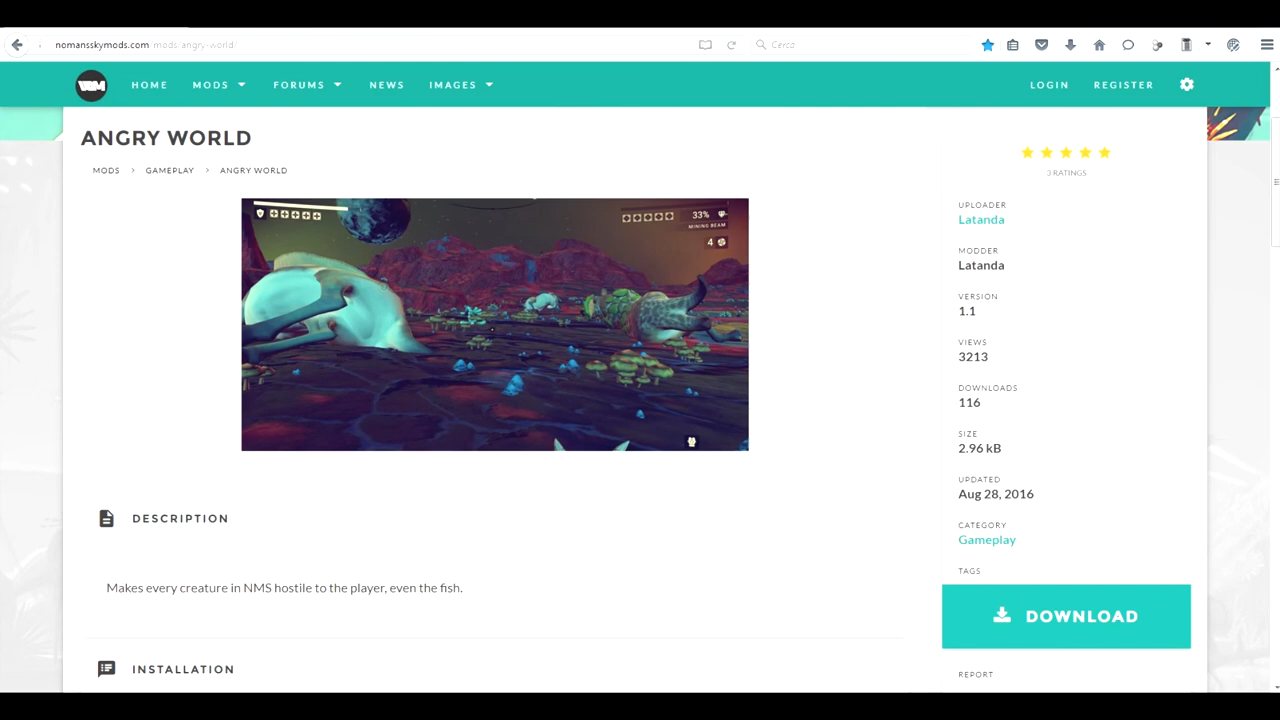 nomansskymods.com/mods/angry-world/
Cerca
HOME MODS FORUMS NEWS IMAGES LOGIN REGISTER
ANGRY WORLD
MODS > GAMEPLAY > ANGRY WORLD
3 RATINGS
33%
MINING BEAM
4
UPLOADER
Latanda
MODDER
Latanda
VERSION
1.1
VIEWS
3213
DOWNLOADS
116
SIZE
2.96 kB
UPDATED
Aug 28, 2016
CATEGORY
Gameplay
TAGS
DOWNLOAD
REPORT
DESCRIPTION
Makes every creature in NMS hostile to the player, even the fish.
INSTALLATION